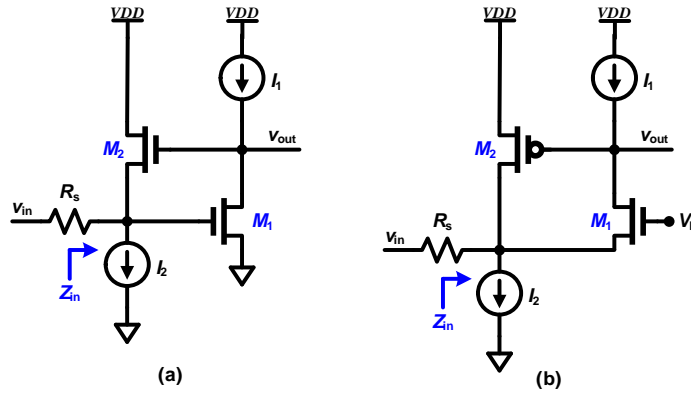 VDD VDD VDD VDD
I1 I1
M2 vout M2 vout
Rs M1 Rs M1
vin vin
Zin I2 Zin I2
(a) (b)